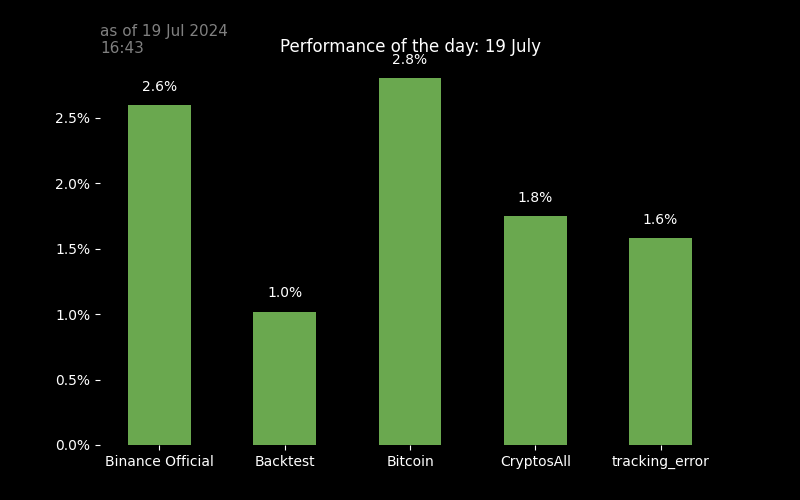 as of 19 Jul 2024
16:43
Performance of the day: 19 July
2.8%
2.6%
1.8%
1.6%
1.0%
2.5%
2.0%
1.5%
1.0%
0.5%
0.0%
Binance Official
Backtest
Bitcoin
CryptosAll
tracking_error